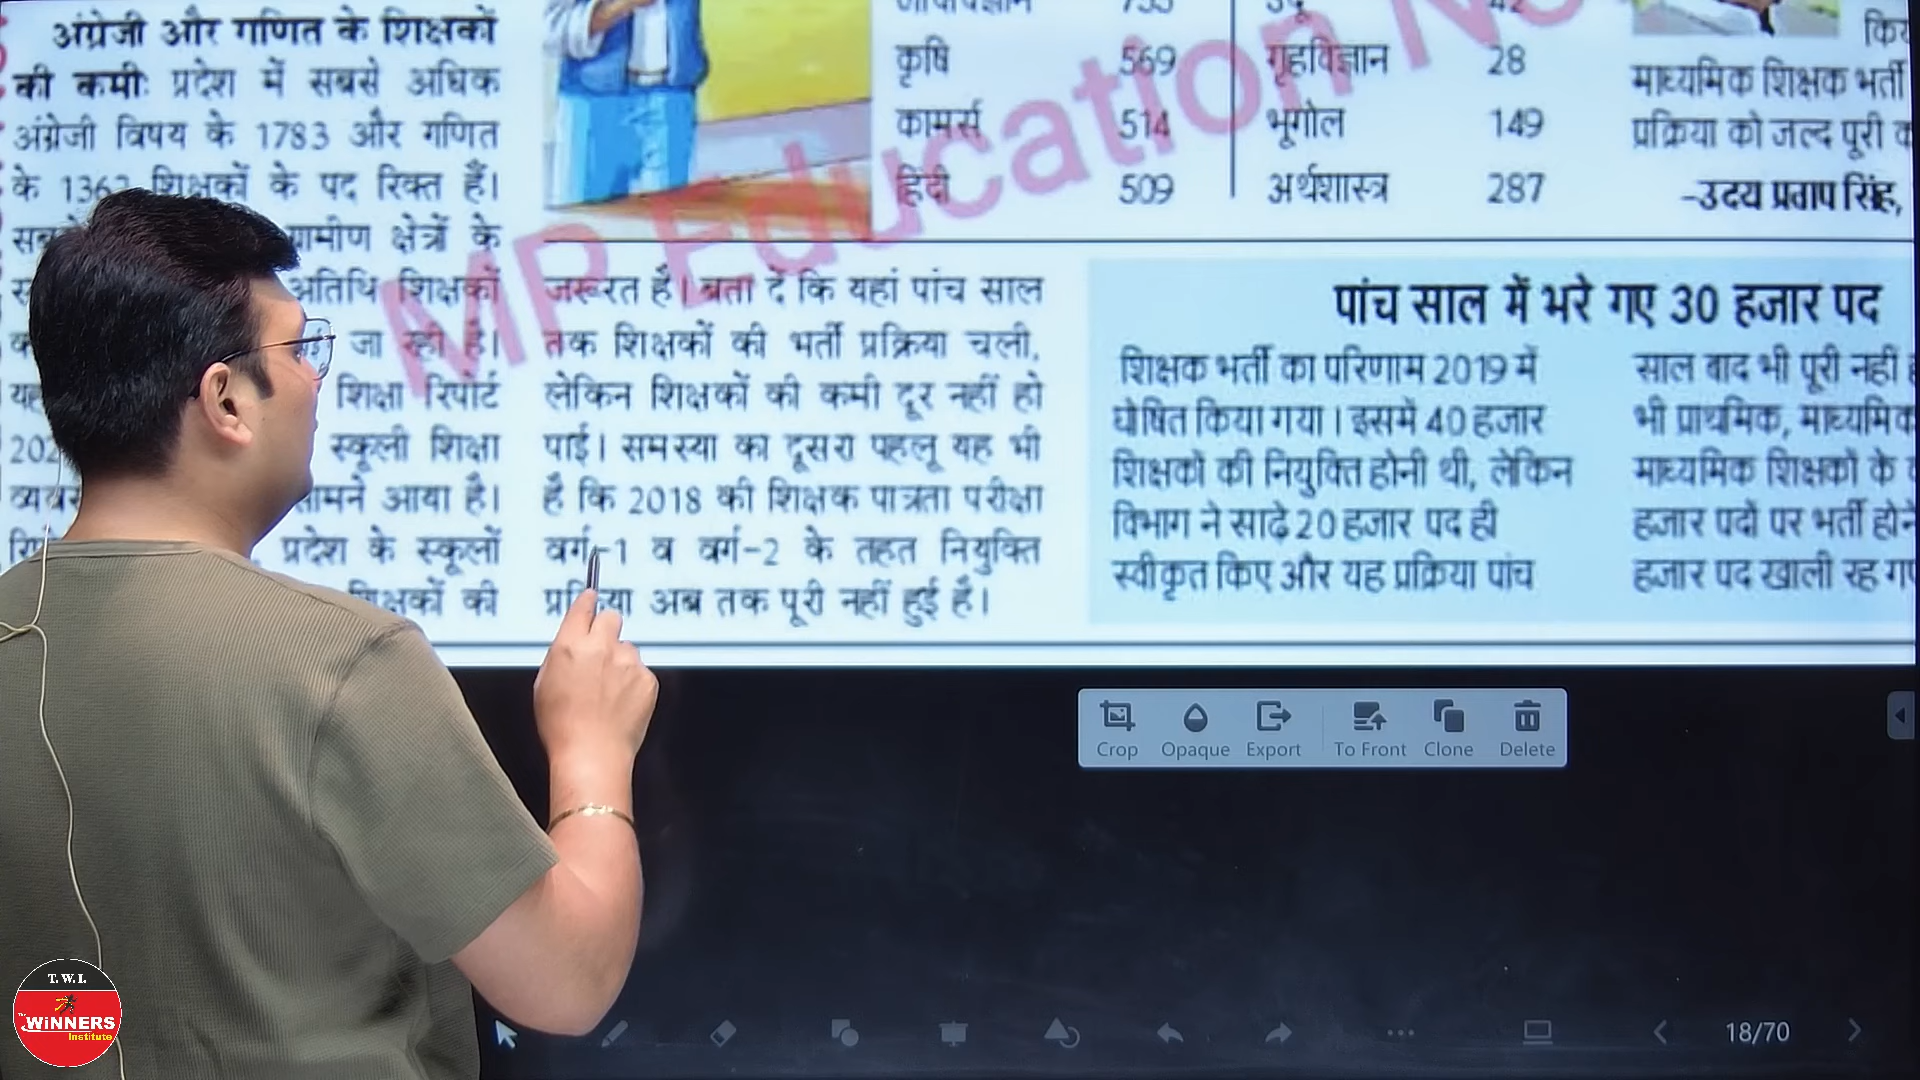 अंग्रेजी और गणित के शिक्षकों
की कमी: प्रदेश में सबसे अधिक
अंग्रेजी विषय के 1783 और गणित
के शिक्षकों के पद रिक्त हैं।
ग्रामीण क्षेत्रों के
अतिथि शिक्षकों
जा रही है।
शिक्षा रिपोर्ट
स्कूली शिक्षा
सामने आया है।
प्रदेश के स्कूलों
शिक्षकों की
जरूरत है। बता दें कि यहां पांच साल
तक शिक्षकों की भर्ती प्रक्रिया चली,
लेकिन शिक्षकों की कमी दूर नहीं हो
पाई। समस्या का दूसरा पहलू यह भी
है कि 2018 की शिक्षक पात्रता परीक्षा
वर्ग-1 व वर्ग-2 के तहत नियुक्ति
प्रक्रिया अब तक पूरी नहीं हुई है।
कृषि 569 गृहविज्ञान 28
कामर्स 514 भूगोल 149
हिंदी 509 अर्थशास्त्र 287
माध्यमिक शिक्षक भर्ती
प्रक्रिया को जल्द पूरी
-उदय प्रताप सिंह,
MP Education
पांच साल में भरे गए 30 हजार पद
शिक्षक भर्ती का परिणाम 2019 में
घोषित किया गया। इसमें 40 हजार
शिक्षकों की नियुक्ति होनी थी, लेकिन
विभाग ने साढ़े 20 हजार पद ही
स्वीकृत किए और यह प्रक्रिया पांच
साल बाद भी पूरी नहीं
भी प्राथमिक, माध्यमिक
माध्यमिक शिक्षकों के
हजार पदों पर भर्ती
हजार पद खाली रह
Crop Opaque Export To Front Clone Delete
18/70
T.W.I.
The WiNNERS
Institute